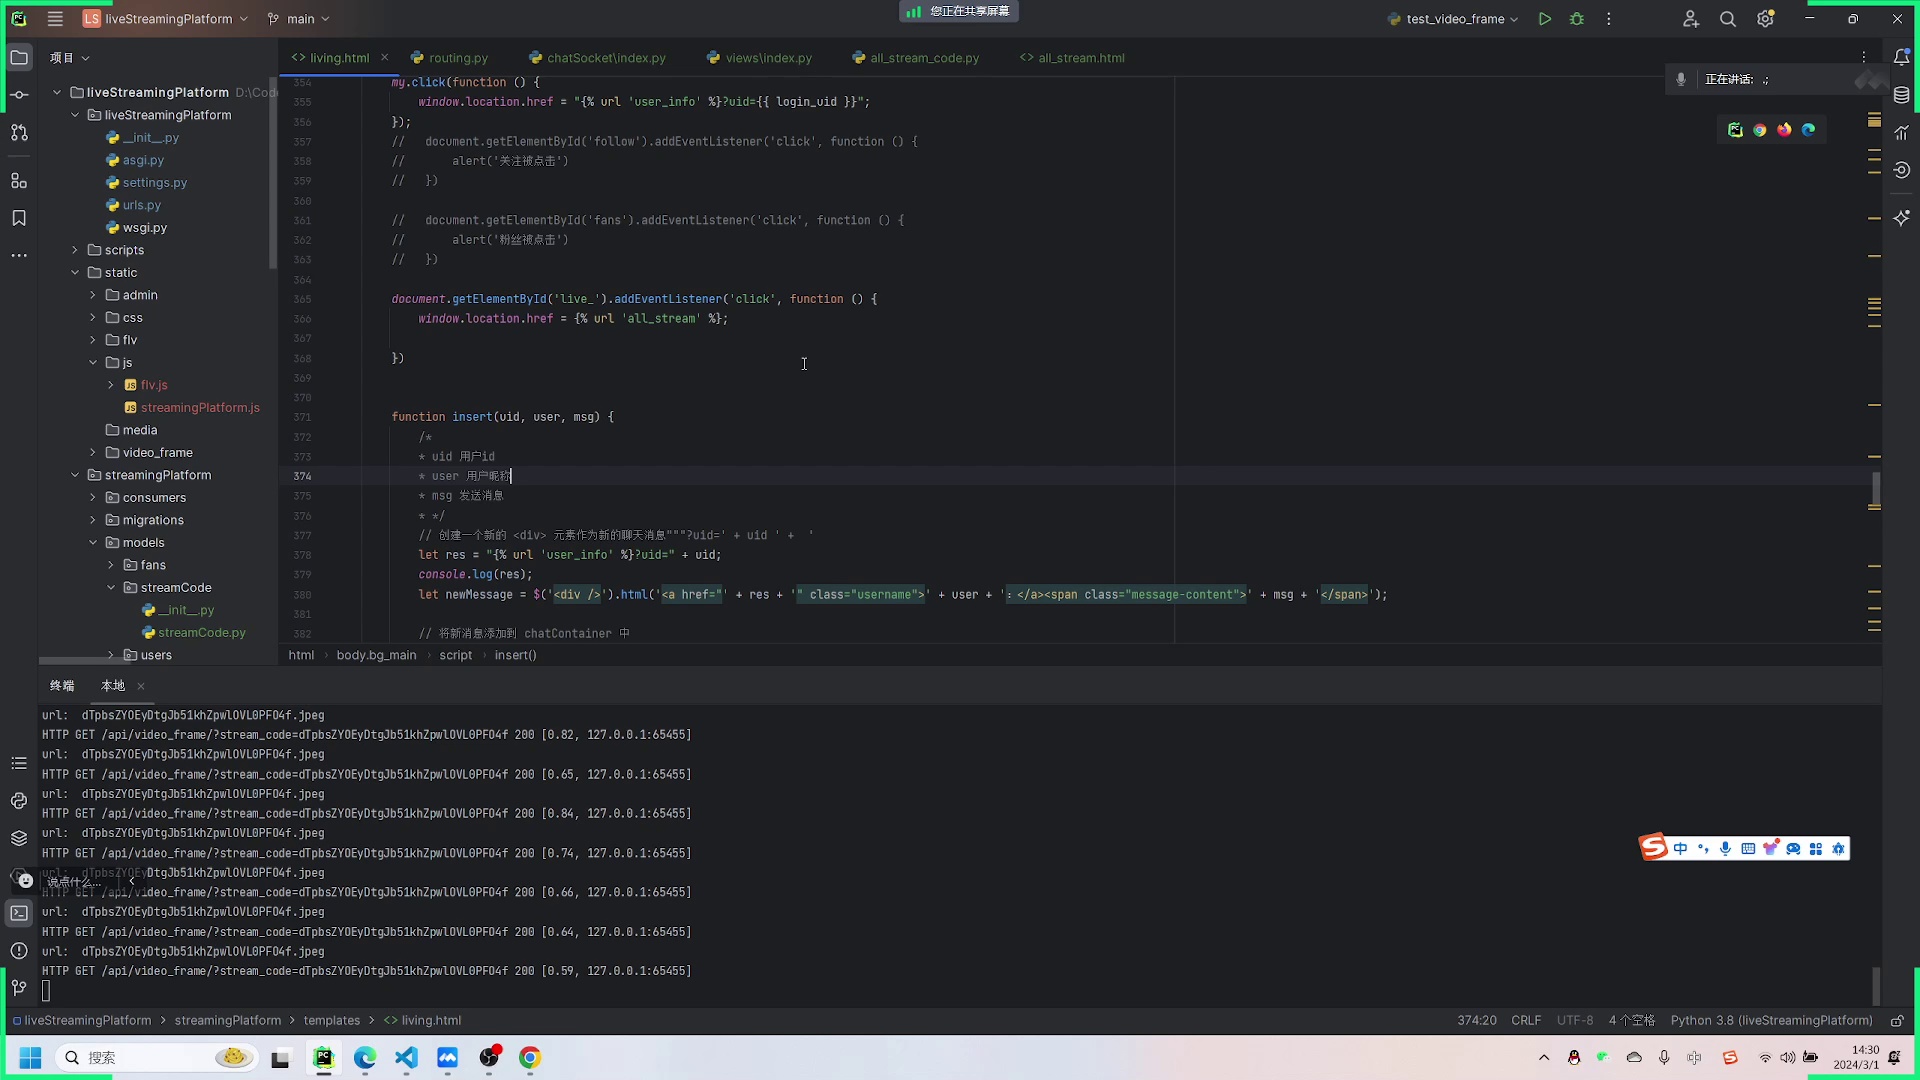 LS liveStreamingPlatform main
您正在共享屏幕
test_video_frame
项目
living.html routing.py chatSocket\index.py views\index.py all_stream_code.py all_stream.html
正在讲话: .;
liveStreamingPlatform D:\Cod
liveStreamingPlatform
__init__.py
asgi.py
settings.py
urls.py
wsgi.py
scripts
static
admin
css
flv
js
flv.js
streamingPlatform.js
media
video_frame
streamingPlatform
consumers
migrations
models
fans
streamCode
__init__.py
streamCode.py
users
354 my.click(function () {
355 window.location.href = "{% url 'user_info' %}?uid={{ login_uid }}";
356 });
357 // document.getElementById('follow').addEventListener('click', function () {
358 // alert('关注被点击')
359 // })
360
361 // document.getElementById('fans').addEventListener('click', function () {
362 // alert('粉丝被点击')
363 // })
364
365 document.getElementById('live_').addEventListener('click', function () {
366 window.location.href = {% url 'all_stream' %};
367
368 })
369
370
371 function insert(uid, user, msg) {
372 /*
373 * uid 用户id
374 * user 用户昵称
375 * msg 发送消息
376 * */
377 // 创建一个新的 <div> 元素作为新的聊天消息"""?uid=' + uid ' +  '
378 let res = "{% url 'user_info' %}?uid=" + uid;
379 console.log(res);
380 let newMessage = $('<div />').html('<a href="' + res + '" class="username">' + user + ': </a><span class="message-content">' + msg + '</span>');
381
382 // 将新消息添加到 chatContainer 中
html › body.bg_main › script › insert()
终端 本地
url:  dTpbsZYOEyDtgJb51khZpwlOVL0PFO4f.jpeg
HTTP GET /api/video_frame/?stream_code=dTpbsZYOEyDtgJb51khZpwlOVL0PFO4f 200 [0.82, 127.0.0.1:65455]
url:  dTpbsZYOEyDtgJb51khZpwlOVL0PFO4f.jpeg
HTTP GET /api/video_frame/?stream_code=dTpbsZYOEyDtgJb51khZpwlOVL0PFO4f 200 [0.65, 127.0.0.1:65455]
url:  dTpbsZYOEyDtgJb51khZpwlOVL0PFO4f.jpeg
HTTP GET /api/video_frame/?stream_code=dTpbsZYOEyDtgJb51khZpwlOVL0PFO4f 200 [0.84, 127.0.0.1:65455]
url:  dTpbsZYOEyDtgJb51khZpwlOVL0PFO4f.jpeg
HTTP GET /api/video_frame/?stream_code=dTpbsZYOEyDtgJb51khZpwlOVL0PFO4f 200 [0.74, 127.0.0.1:65455]
url:  dTpbsZYOEyDtgJb51khZpwlOVL0PFO4f.jpeg
说点什么...
HTTP GET /api/video_frame/?stream_code=dTpbsZYOEyDtgJb51khZpwlOVL0PFO4f 200 [0.66, 127.0.0.1:65455]
url:  dTpbsZYOEyDtgJb51khZpwlOVL0PFO4f.jpeg
HTTP GET /api/video_frame/?stream_code=dTpbsZYOEyDtgJb51khZpwlOVL0PFO4f 200 [0.64, 127.0.0.1:65455]
url:  dTpbsZYOEyDtgJb51khZpwlOVL0PFO4f.jpeg
HTTP GET /api/video_frame/?stream_code=dTpbsZYOEyDtgJb51khZpwlOVL0PFO4f 200 [0.59, 127.0.0.1:65455]
中
liveStreamingPlatform › streamingPlatform › templates › living.html
374:20 CRLF UTF-8 4 个空格 Python 3.8 (liveStreamingPlatform)
搜索
14:30
2024/3/1